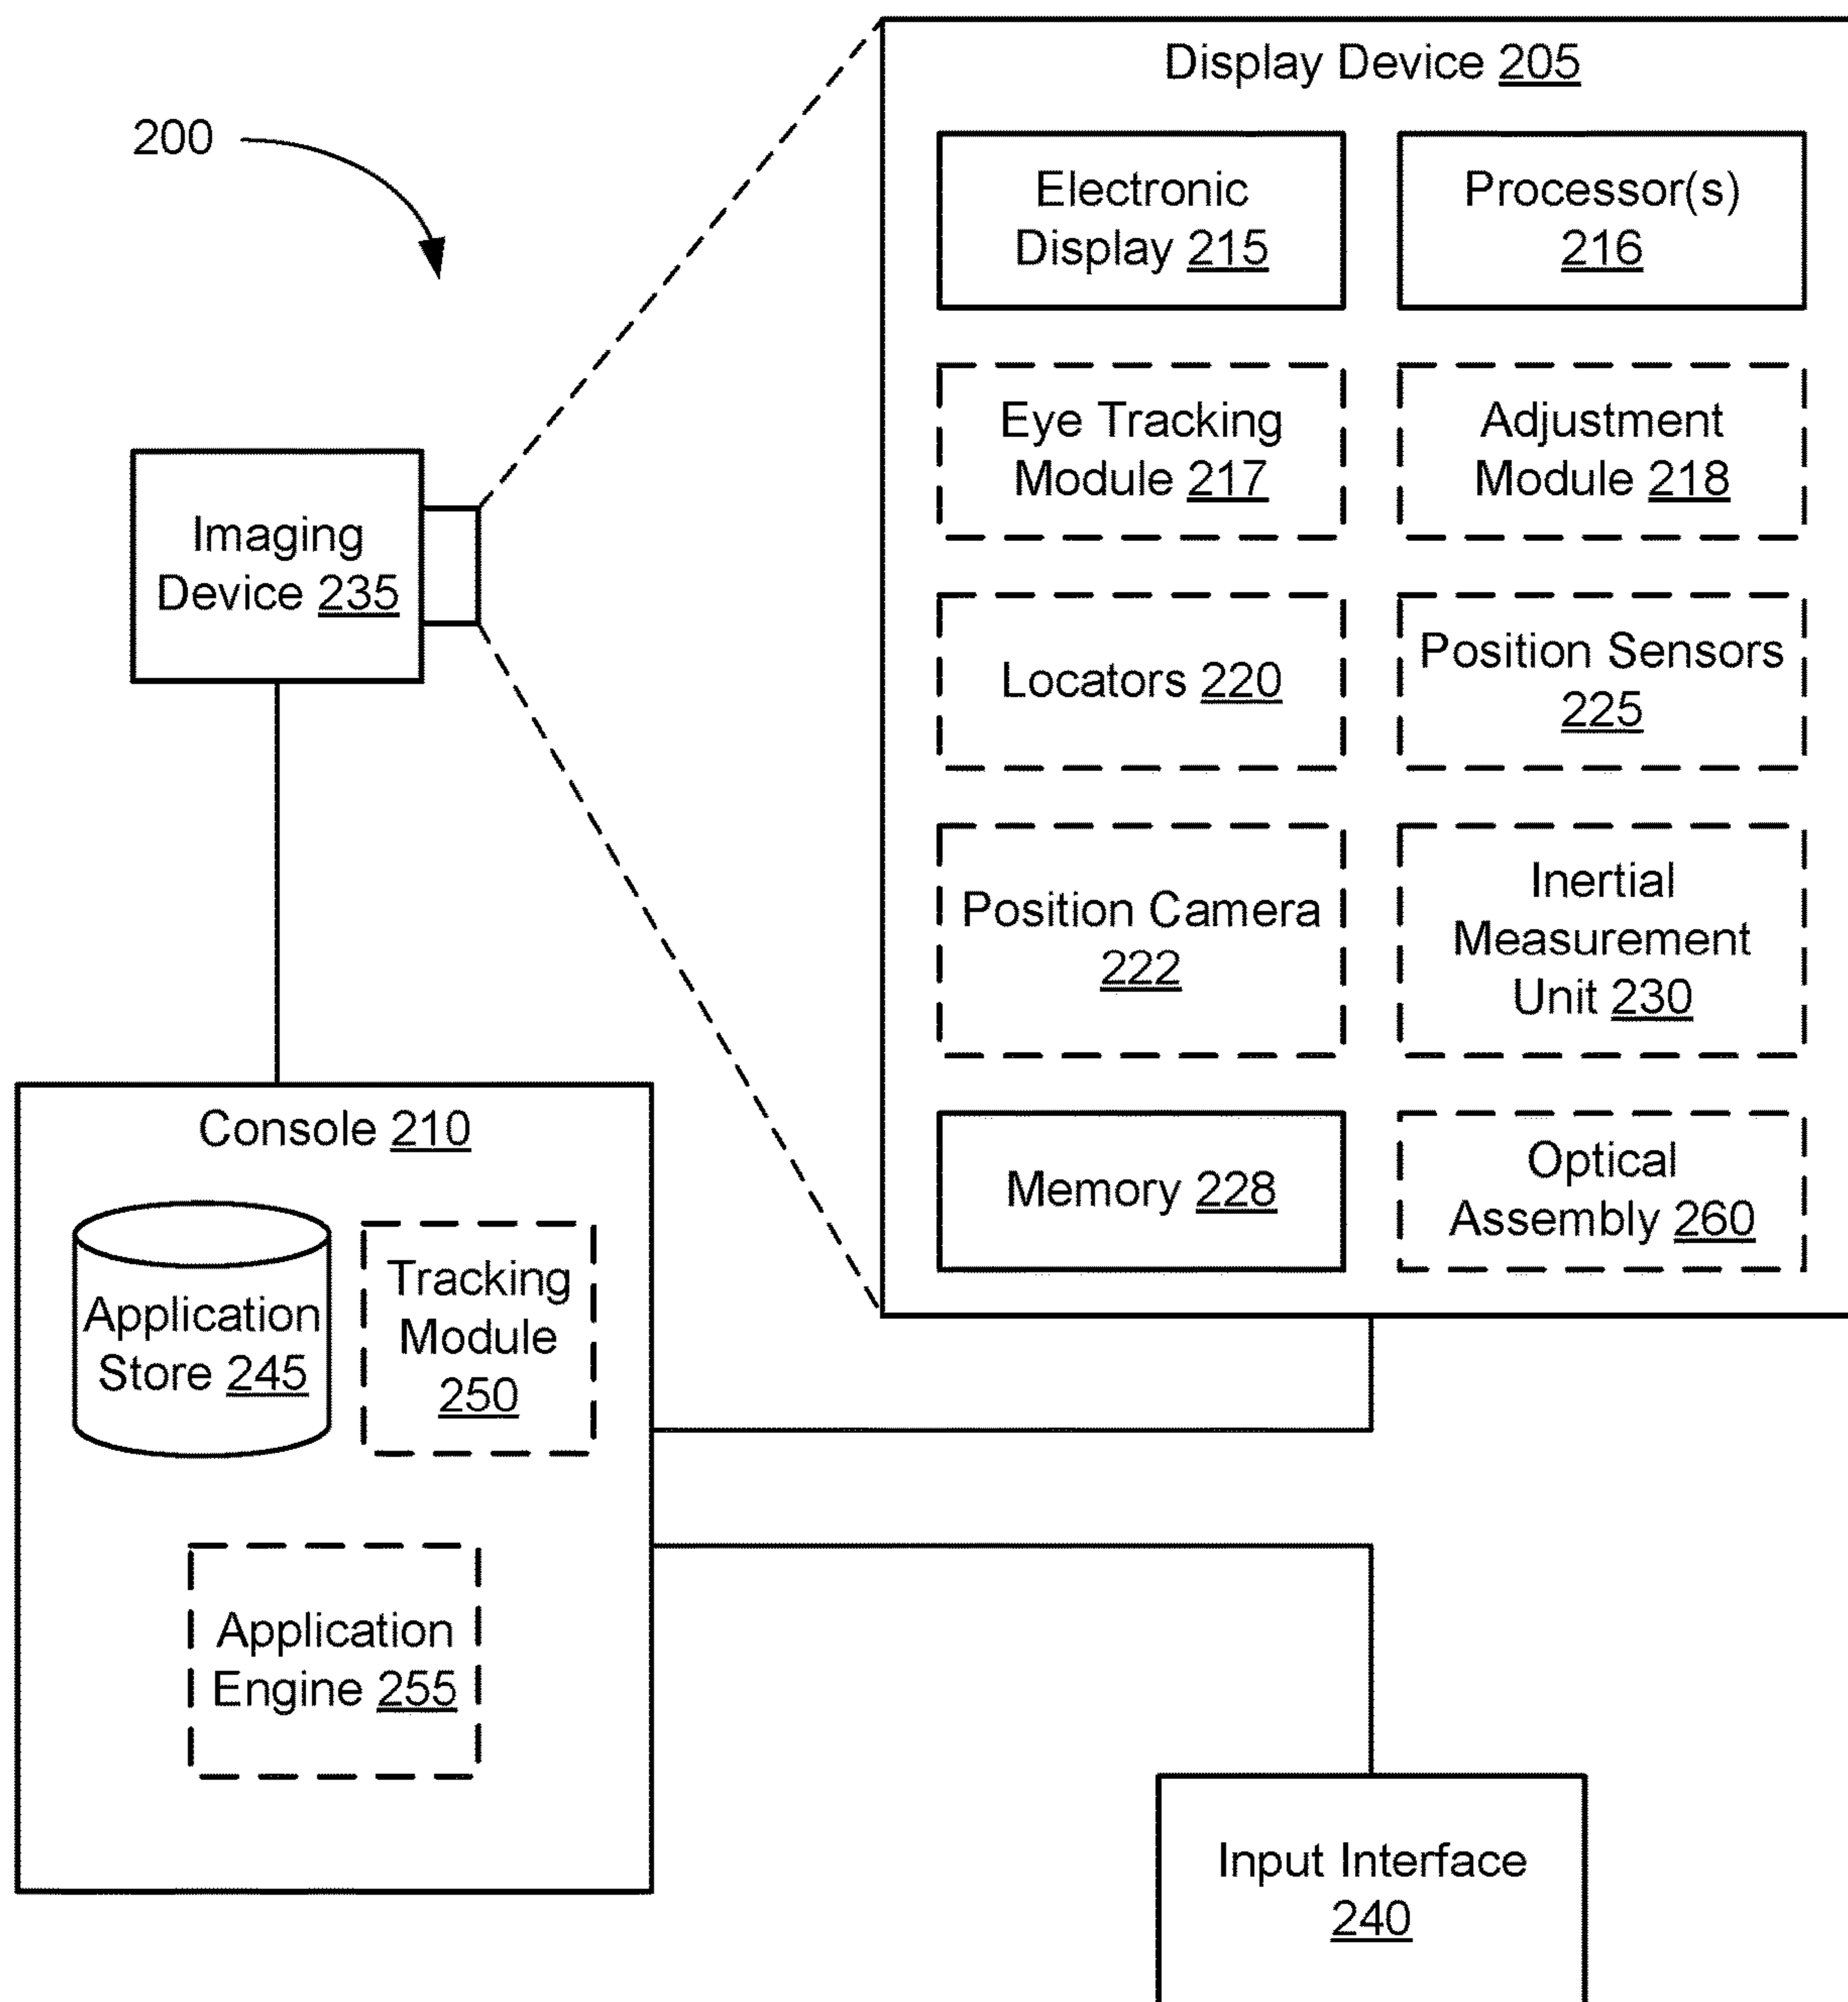 200
Display Device 205
Electronic
Display 215
Processor(s)
216
Eye Tracking
Module 217
Adjustment
Module 218
Imaging
Device 235
Locators 220
Position Sensors
225
Position Camera
222
Inertial
Measurement
Unit 230
Memory 228
Optical
Assembly 260
Console 210
Application
Store 245
Tracking
Module
250
Application
Engine 255
Input Interface
240